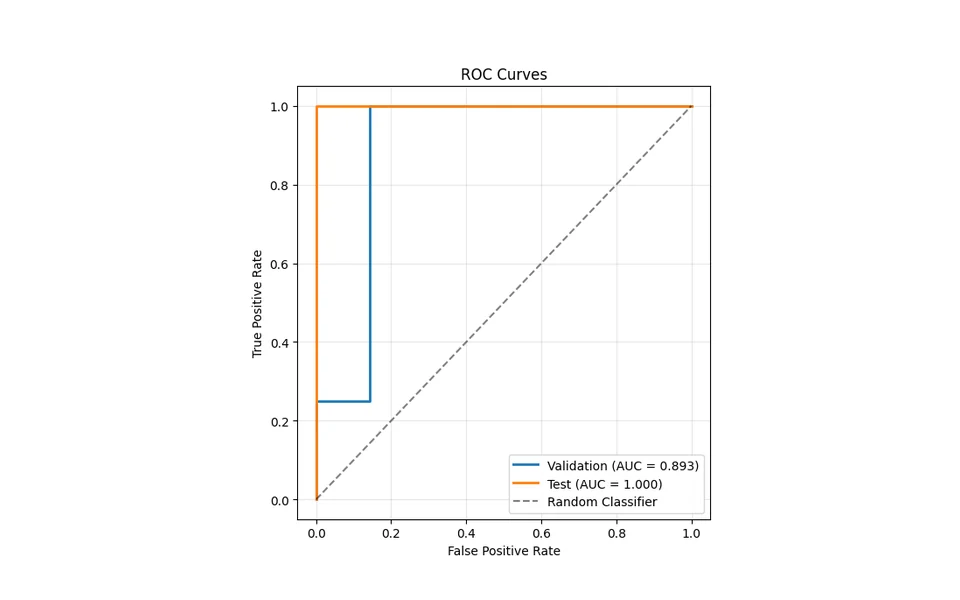 ROC Curves
True Positive Rate
1.0
0.8
0.6
0.4
0.2
0.0
0.0 0.2 0.4 0.6 0.8 1.0
False Positive Rate
Validation (AUC = 0.893)
Test (AUC = 1.000)
Random Classifier